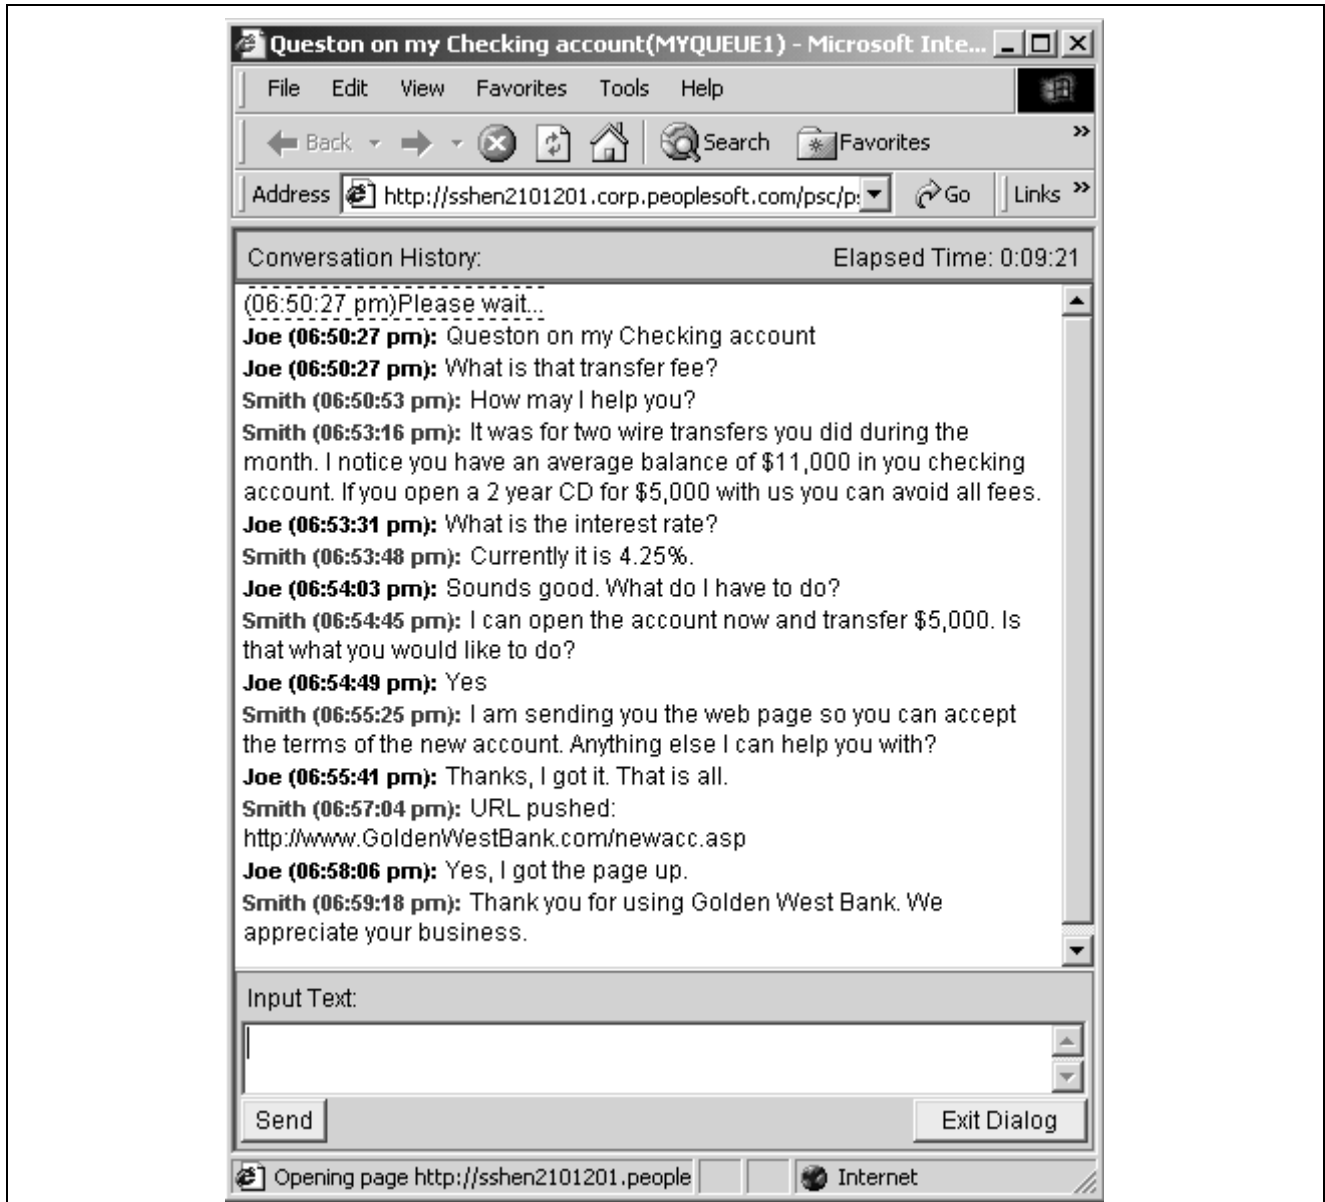 Queston on my Checking account(MYQUEUE1) - Microsoft Inte...
File Edit View Favorites Tools Help
Back Search Favorites »
Address http://sshen2101201.corp.peoplesoft.com/psc/p: Go Links »
Conversation History: Elapsed Time: 0:09:21
(06:50:27 pm)Please wait...
Joe (06:50:27 pm): Queston on my Checking account
Joe (06:50:27 pm): What is that transfer fee?
Smith (06:50:53 pm): How may I help you?
Smith (06:53:16 pm): It was for two wire transfers you did during the
month. I notice you have an average balance of $11,000 in you checking
account. If you open a 2 year CD for $5,000 with us you can avoid all fees.
Joe (06:53:31 pm): What is the interest rate?
Smith (06:53:48 pm): Currently it is 4.25%.
Joe (06:54:03 pm): Sounds good. What do I have to do?
Smith (06:54:45 pm): I can open the account now and transfer $5,000. Is
that what you would like to do?
Joe (06:54:49 pm): Yes
Smith (06:55:25 pm): I am sending you the web page so you can accept
the terms of the new account. Anything else I can help you with?
Joe (06:55:41 pm): Thanks, I got it. That is all.
Smith (06:57:04 pm): URL pushed:
http://www.GoldenWestBank.com/newacc.asp
Joe (06:58:06 pm): Yes, I got the page up.
Smith (06:59:18 pm): Thank you for using Golden West Bank. We
appreciate your business.
Input Text:
Send Exit Dialog
Opening page http://sshen2101201.people Internet